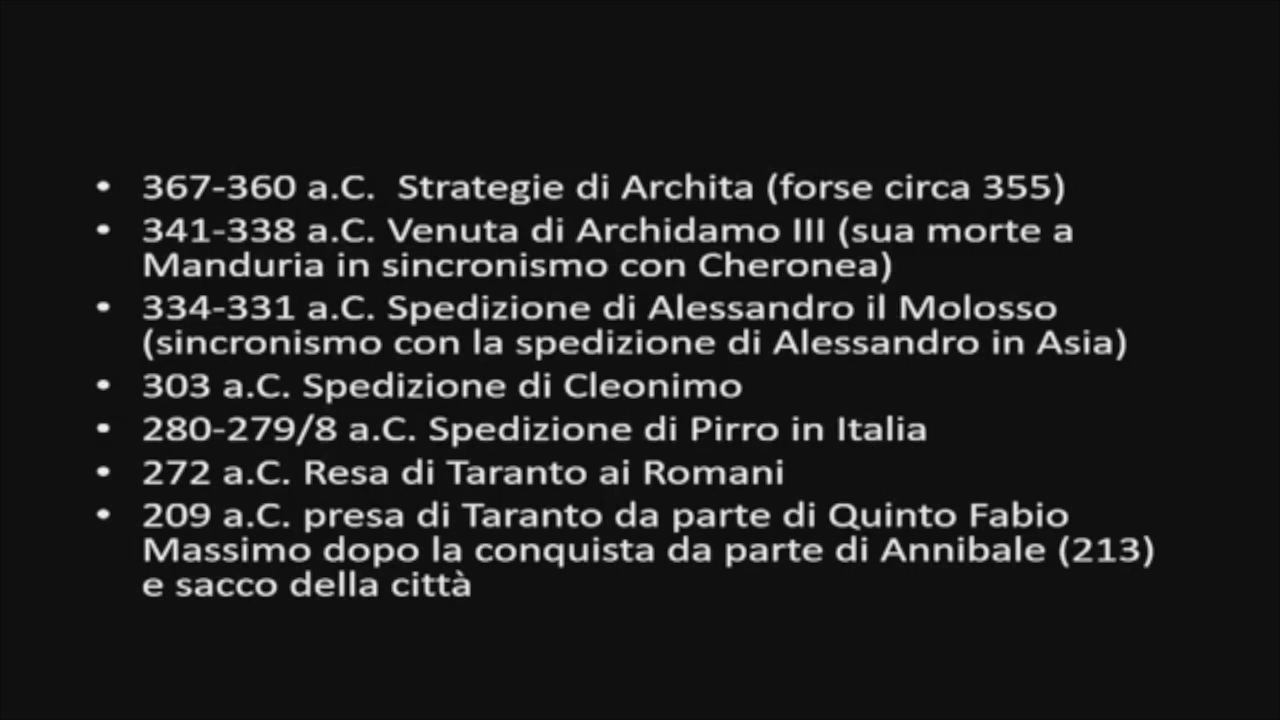 • 367-360 a.C.  Strategie di Archita (forse circa 355)
• 341-338 a.C. Venuta di Archidamo III (sua morte a
Manduria in sincronismo con Cheronea)
• 334-331 a.C. Spedizione di Alessandro il Molosso
(sincronismo con la spedizione di Alessandro in Asia)
• 303 a.C. Spedizione di Cleonimo
• 280-279/8 a.C. Spedizione di Pirro in Italia
• 272 a.C. Resa di Taranto ai Romani
• 209 a.C. presa di Taranto da parte di Quinto Fabio
Massimo dopo la conquista da parte di Annibale (213)
e sacco della città